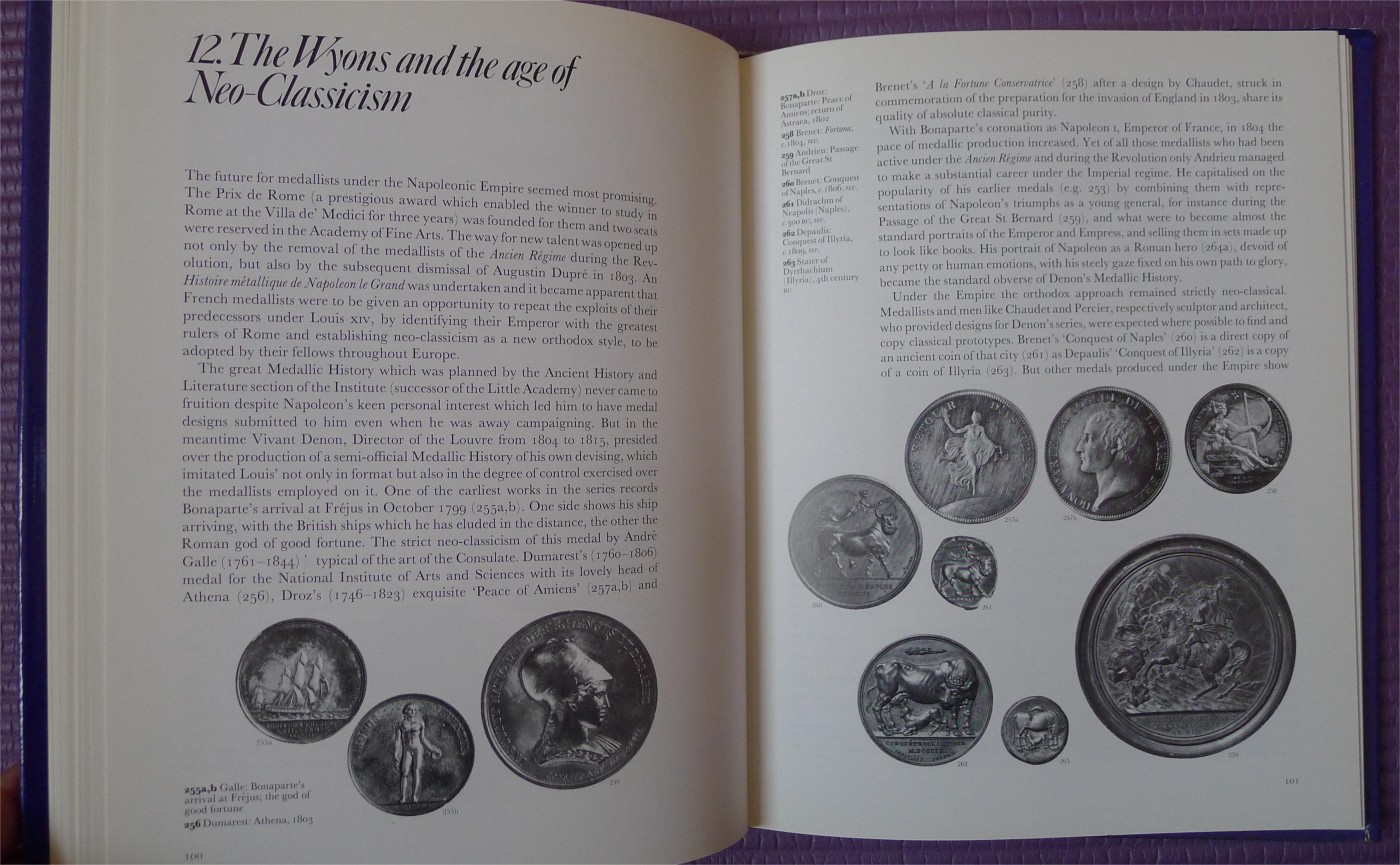 12. The Wyons and the age of
Neo-Classicism
The future for medallists under the Napoleonic Empire seemed most promising.
The Prix de Rome (a prestigious award which enabled the winner to study in
Rome at the Villa de' Medici for three years) was founded for them and two seats
were reserved in the Academy of Fine Arts. The way for new talent was opened up
not only by the removal of the medallists of the Ancien Régime during the Rev-
olution, but also by the subsequent dismissal of Augustin Dupré in 1803. An
Histoire métallique de Napoleon le Grand was undertaken and it became apparent that
French medallists were to be given an opportunity to repeat the exploits of their
predecessors under Louis XIV, by identifying their Emperor with the greatest
rulers of Rome and establishing neo-classicism as a new orthodox style, to be
adopted by their fellows throughout Europe.
The great Medallic History which was planned by the Ancient History and
Literature section of the Institute (successor of the Little Academy) never came to
fruition despite Napoleon's keen personal interest which led him to have medal
designs submitted to him even when he was away campaigning. But in the
meantime Vivant Denon, Director of the Louvre from 1804 to 1815, presided
over the production of a semi-official Medallic History of his own devising, which
imitated Louis' not only in format but also in the degree of control exercised over
the medallists employed on it. One of the earliest works in the series records
Bonaparte's arrival at Fréjus in October 1799 (255a,b). One side shows his ship
arriving, with the British ships which he has eluded in the distance, the other the
Roman god of good fortune. The strict neo-classicism of this medal by André
Galle (1761–1844) typical of the art of the Consulate. Dumarest's (1760–1806)
medal for the National Institute of Arts and Sciences with its lovely head of
Athena (256), Droz's (1746–1823) exquisite 'Peace of Amiens' (257a,b) and
255a
255b
256
255a,b Galle: Bonaparte's
arrival at Fréjus; the god of
good fortune
256 Dumarest: Athena, 1803
100
257a,b Droz:
Bonaparte: Peace of
Amiens; return of
Astraea, 1802
258 Brenet: Fortuna,
c.1804, rev.
259 Andrieu: Passage
of the Great St
Bernard
260 Brenet: Conquest
of Naples, c.1806, rev.
261 Didrachm of
Neapolis (Naples),
c.300 BC, rev.
262 Depaulis:
Conquest of Illyria,
c.1809, rev.
263 Stater of
Dyrrhachium
(Illyria), 4th century
BC
Brenet's 'A la Fortune Conservatrice' (258) after a design by Chaudet, struck in
commemoration of the preparation for the invasion of England in 1803, share its
quality of absolute classical purity.
With Bonaparte's coronation as Napoleon I, Emperor of France, in 1804 the
pace of medallic production increased. Yet of all those medallists who had been
active under the Ancien Régime and during the Revolution only Andrieu managed
to make a substantial career under the Imperial regime. He capitalised on the
popularity of his earlier medals (e.g. 253) by combining them with repre-
sentations of Napoleon's triumphs as a young general, for instance during the
Passage of the Great St Bernard (259), and what were to become almost the
standard portraits of the Emperor and Empress, and selling them in sets made up
to look like books. His portrait of Napoleon as a Roman hero (264a), devoid of
any petty or human emotions, with his steely gaze fixed on his own path to glory,
became the standard obverse of Denon's Medallic History.
Under the Empire the orthodox approach remained strictly neo-classical.
Medallists and men like Chaudet and Percier, respectively sculptor and architect,
who provided designs for Denon's series, were expected where possible to find and
copy classical prototypes. Brenet's 'Conquest of Naples' (260) is a direct copy of
an ancient coin of that city (261) as Depaulis' 'Conquest of Illyria' (262) is a copy
of a coin of Illyria (263). But other medals produced under the Empire show
257a
257b
258
260
261
262
263
259
101